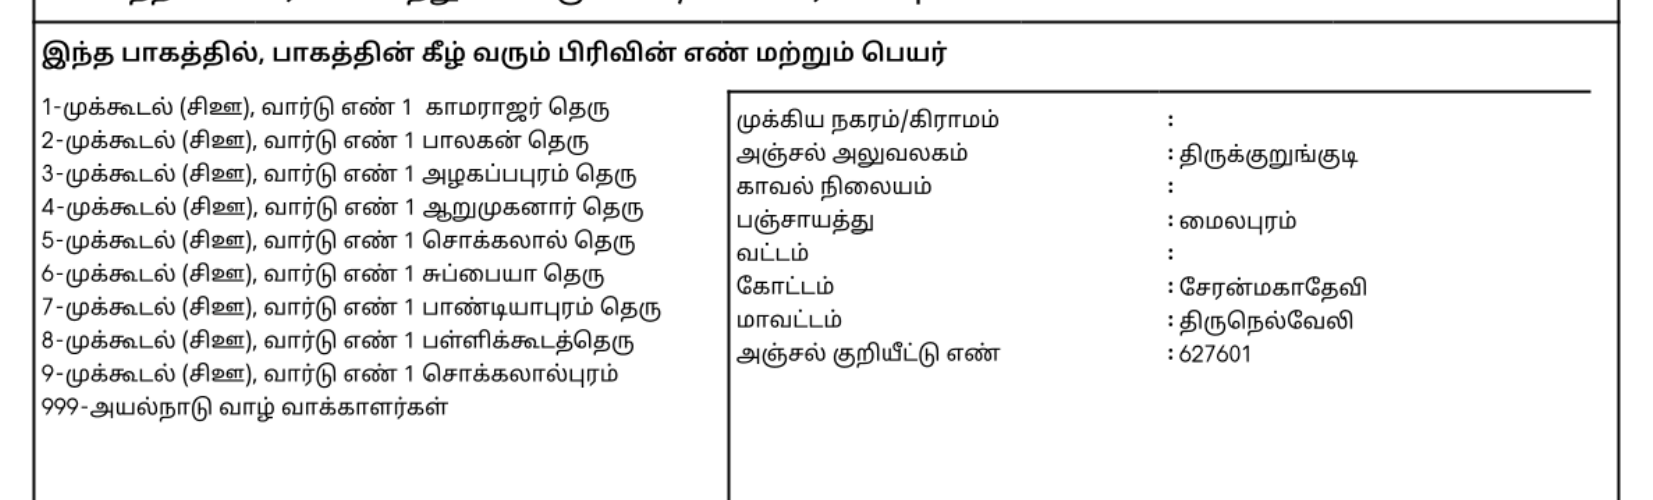 இந்த பாகத்தில், பாகத்தின் கீழ் வரும் பிரிவின் எண் மற்றும் பெயர்
1-முக்கூடல் (சிஊ), வார்டு எண் 1 காமராஜர் தெரு
2-முக்கூடல் (சிஊ), வார்டு எண் 1 பாலகன் தெரு
3-முக்கூடல் (சிஊ), வார்டு எண் 1 அழகப்பபுரம் தெரு
4-முக்கூடல் (சிஊ), வார்டு எண் 1 ஆறுமுகனார் தெரு
5-முக்கூடல் (சிஊ), வார்டு எண் 1 சொக்கலால் தெரு
6-முக்கூடல் (சிஊ), வார்டு எண் 1 சுப்பையா தெரு
7-முக்கூடல் (சிஊ), வார்டு எண் 1 பாண்டியாபுரம் தெரு
8-முக்கூடல் (சிஊ), வார்டு எண் 1 பள்ளிக்கூடத்தெரு
9-முக்கூடல் (சிஊ), வார்டு எண் 1 சொக்கலால்புரம்
999-அயல்நாடு வாழ் வாக்காளர்கள்
முக்கிய நகரம்/கிராமம் :
அஞ்சல் அலுவலகம் : திருக்குறுங்குடி
காவல் நிலையம் :
பஞ்சாயத்து : மைலபுரம்
வட்டம் :
கோட்டம் : சேரன்மகாதேவி
மாவட்டம் : திருநெல்வேலி
அஞ்சல் குறியீட்டு எண் : 627601